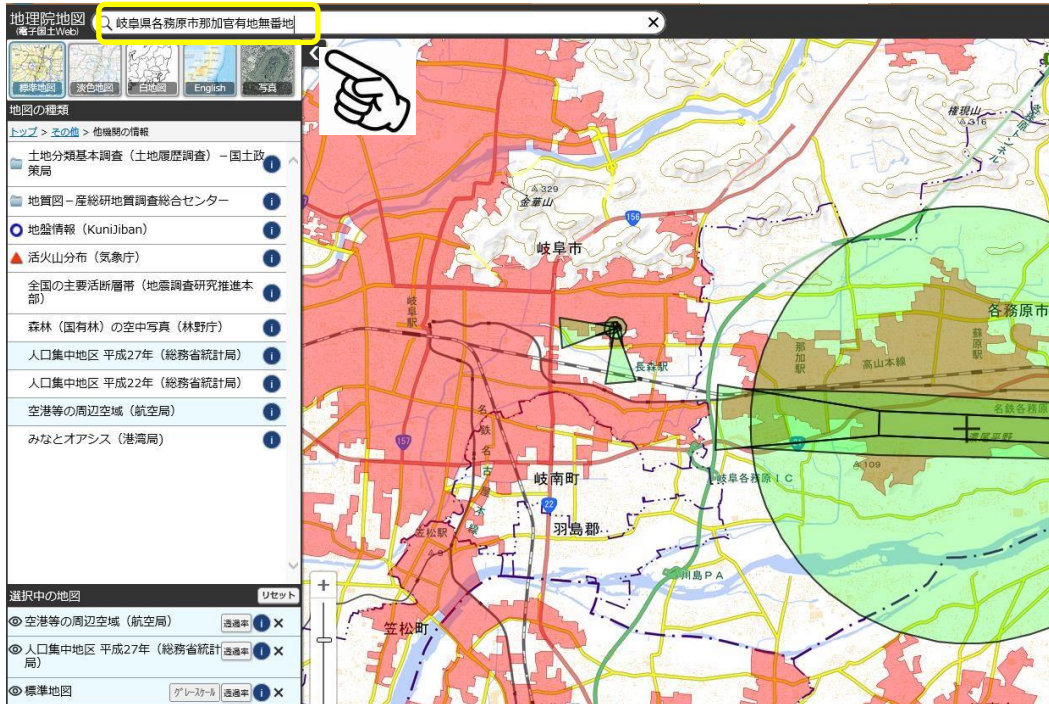 地理院地図
(電子国土Web)
岐阜県各務原市那加官有地無番地
標準地図
淡色地図
白地図
English
写真
地図の種類
トップ > その他 > 他機関の情報
土地分類基本調査（土地履歴調査）－国土政
策局
地質図－産総研地質調査総合センター
地盤情報（KuniJiban）
活火山分布（気象庁）
全国の主要活断層帯（地震調査研究推進本
部）
森林（国有林）の空中写真（林野庁）
人口集中地区 平成27年（総務省統計局）
人口集中地区 平成22年（総務省統計局）
空港等の周辺空域（航空局）
みなとオアシス（港湾局）
選択中の地図
リセット
空港等の周辺空域（航空局）
透過率
人口集中地区 平成27年（総務省統計
局）
透過率
標準地図
グレースケール
透過率
権現山
316
329
金華山
156
岐阜市
岐阜駅
各務原市
蘇原駅
那加駅
高山本線
長森駅
名鉄各務原
濃尾平野
157
名鉄名古屋本線
109
岐阜各務原IC
岐南町
22
羽島郡
笠松駅
9
川島PA
笠松町